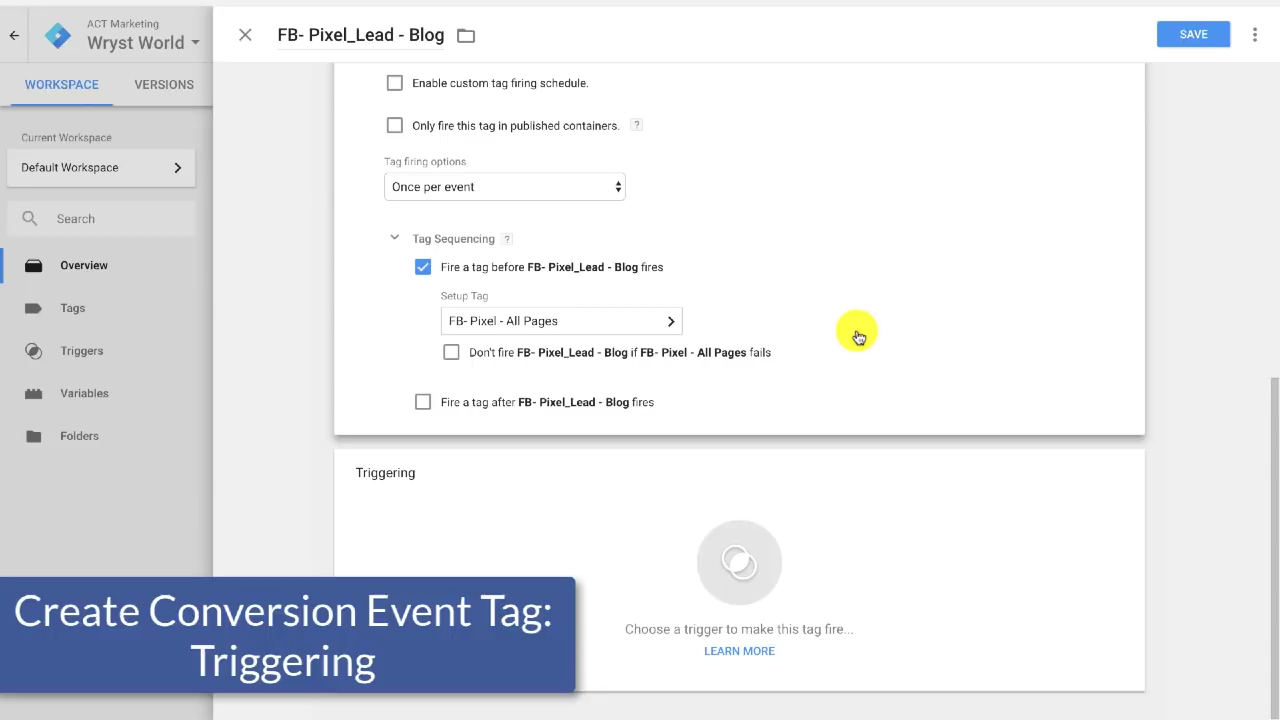 ACT Marketing
Wryst World
FB- Pixel_Lead - Blog
SAVE
WORKSPACE
VERSIONS
Current Workspace
Default Workspace
Search
Overview
Tags
Triggers
Variables
Folders
Enable custom tag firing schedule.
Only fire this tag in published containers. ?
Tag firing options
Once per event
Tag Sequencing ?
Fire a tag before FB- Pixel_Lead - Blog fires
Setup Tag
FB- Pixel - All Pages
Don't fire FB- Pixel_Lead - Blog if FB- Pixel - All Pages fails
Fire a tag after FB- Pixel_Lead - Blog fires
Triggering
Choose a trigger to make this tag fire...
LEARN MORE
Create Conversion Event Tag:
Triggering